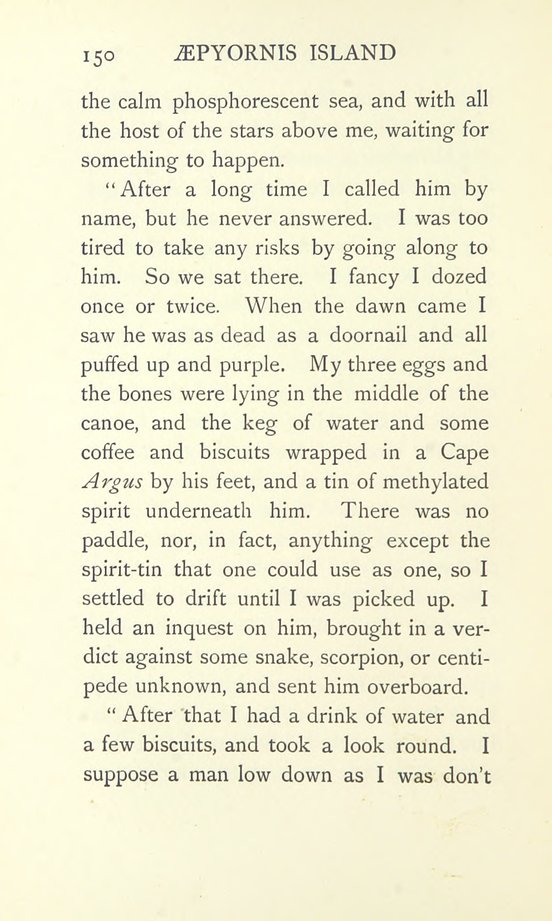 150 ÆPYORNIS ISLAND
the calm phosphorescent sea, and with all
the host of the stars above me, waiting for
something to happen.
“After a long time I called him by
name, but he never answered. I was too
tired to take any risks by going along to
him. So we sat there. I fancy I dozed
once or twice. When the dawn came I
saw he was as dead as a doornail and all
puffed up and purple. My three eggs and
the bones were lying in the middle of the
canoe, and the keg of water and some
coffee and biscuits wrapped in a Cape
Argus by his feet, and a tin of methylated
spirit underneath him. There was no
paddle, nor, in fact, anything except the
spirit-tin that one could use as one, so I
settled to drift until I was picked up. I
held an inquest on him, brought in a ver-
dict against some snake, scorpion, or centi-
pede unknown, and sent him overboard.
“After that I had a drink of water and
a few biscuits, and took a look round. I
suppose a man low down as I was don't